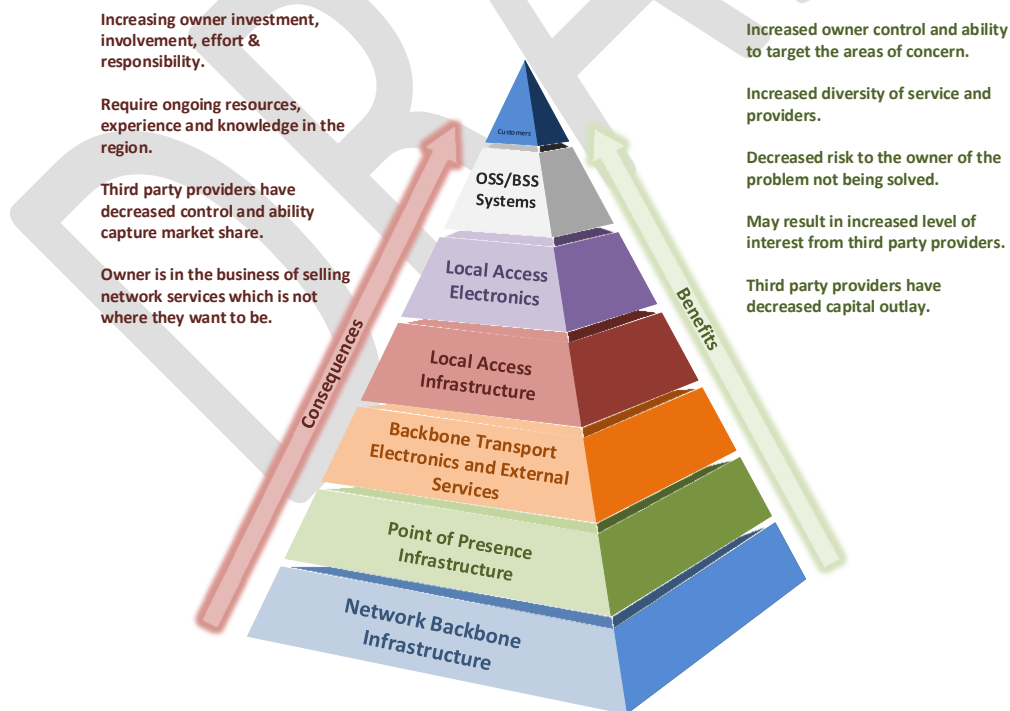 Increasing owner investment,
involvement, effort &
responsibility.
Require ongoing resources,
experience and knowledge in the
region.
Third party providers have
decreased control and ability
capture market share.
Owner is in the business of selling
network services which is not
where they want to be.
Consequences
Customers
OSS/BSS
Systems
Local Access
Electronics
Local Access
Infrastructure
Backbone Transport
Electronics and External
Services
Point of Presence
Infrastructure
Network Backbone
Infrastructure
Benefits
Increased owner control and ability
to target the areas of concern.
Increased diversity of service and
providers.
Decreased risk to the owner of the
problem not being solved.
May result in increased level of
interest from third party providers.
Third party providers have
decreased capital outlay.